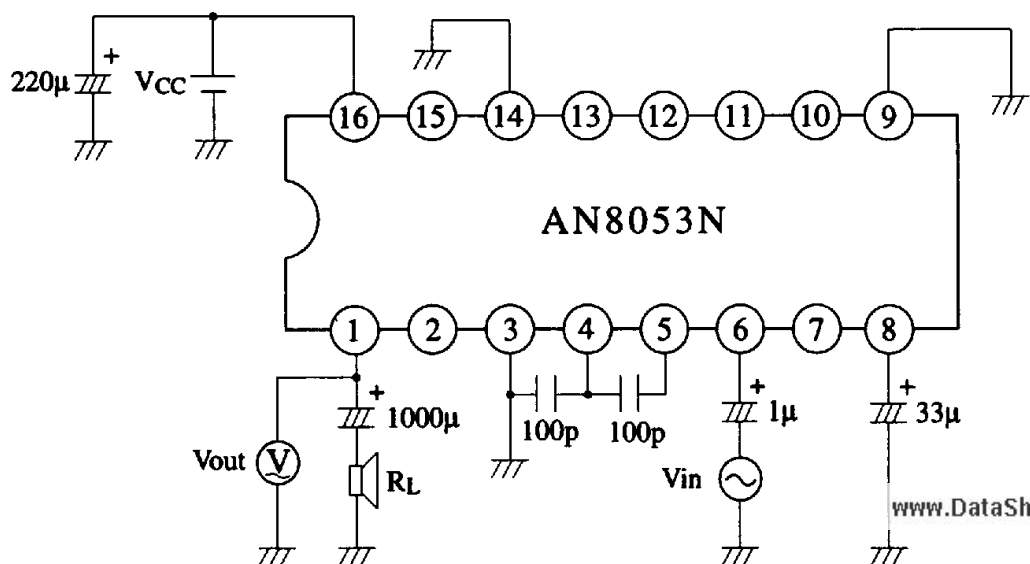 +
220μ
VCC
16 15 14 13 12 11 10 9
AN8053N
1 2 3 4 5 6 7 8
+
1000μ
100p 100p
+
1μ
+
33μ
Vout
V
RL
Vin
www.DataSh